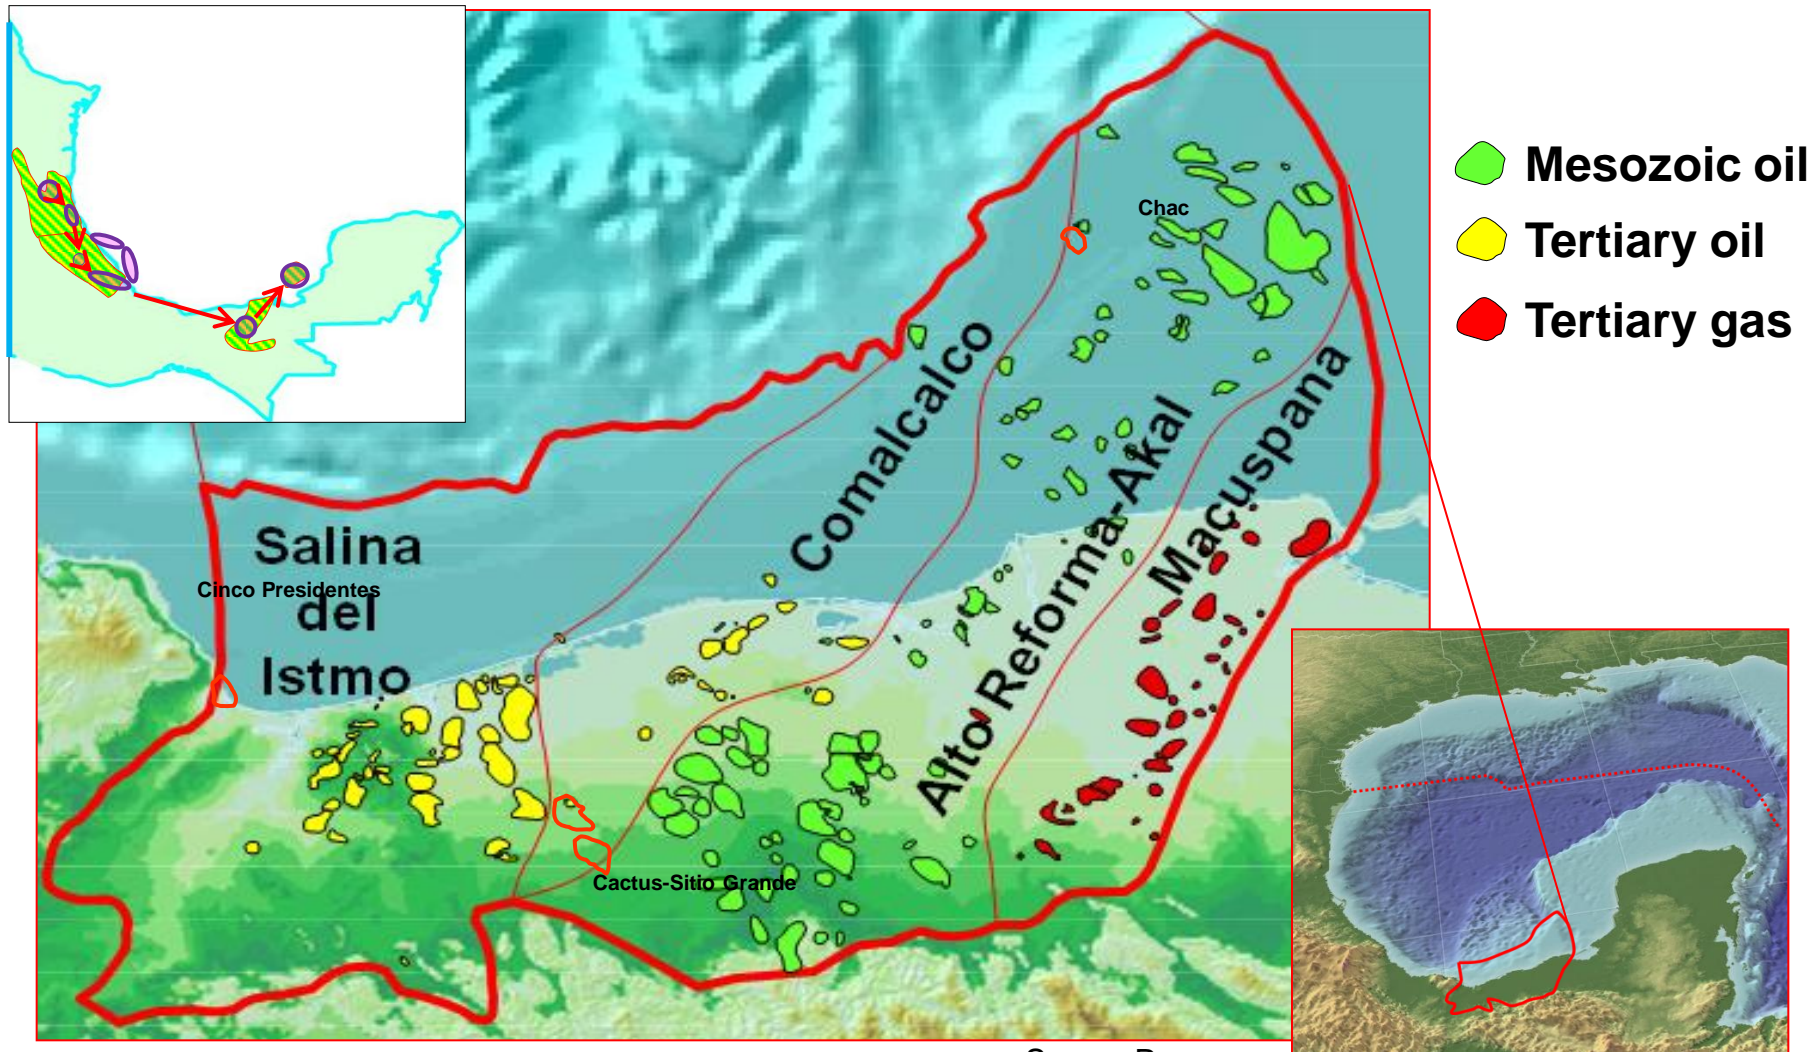 Mesozoic oil
Tertiary oil
Tertiary gas
Chac
Comalcalco
Alto Reforma-Akal
Macuspana
Salina
Cinco Presidentes
del
Istmo
Cactus-Sitio Grande